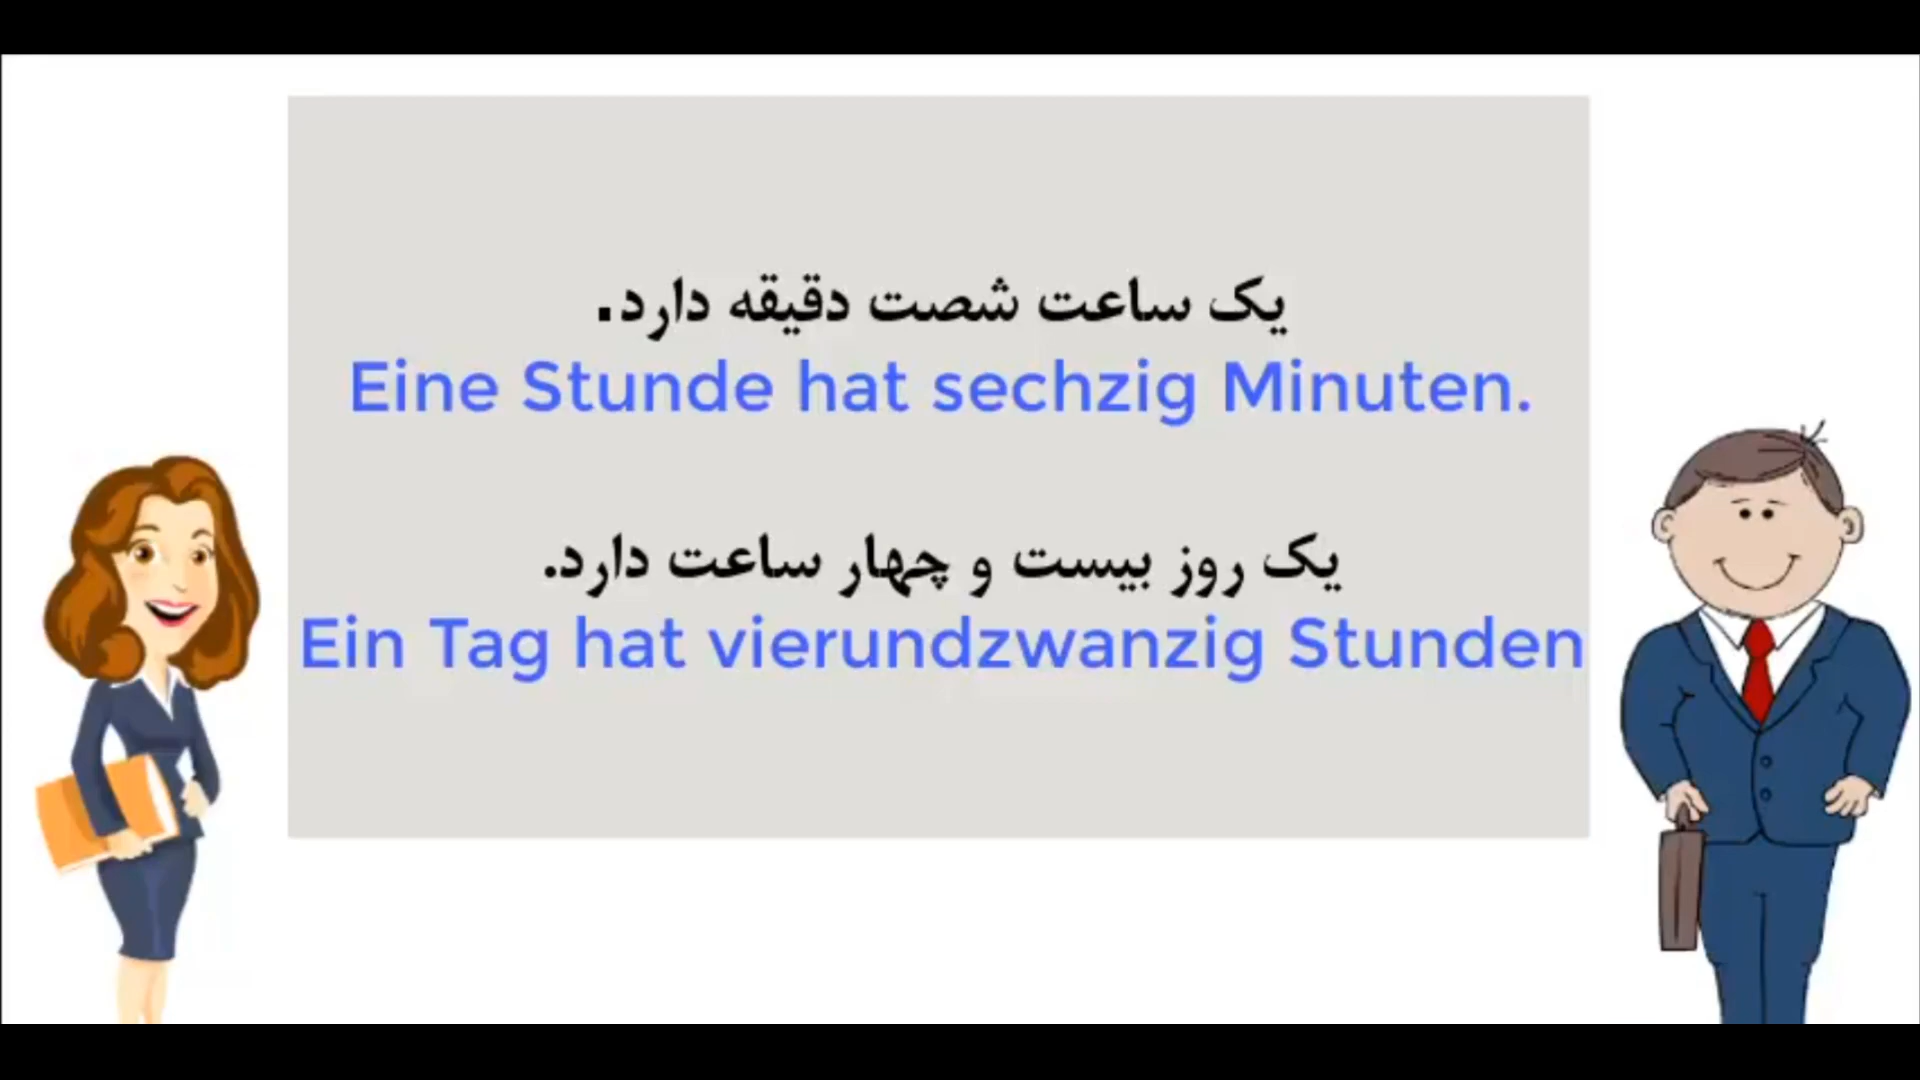 یک ساعت شصت دقیقه دارد.
Eine Stunde hat sechzig Minuten.
یک روز بیست و چهار ساعت دارد.
Ein Tag hat vierundzwanzig Stunden